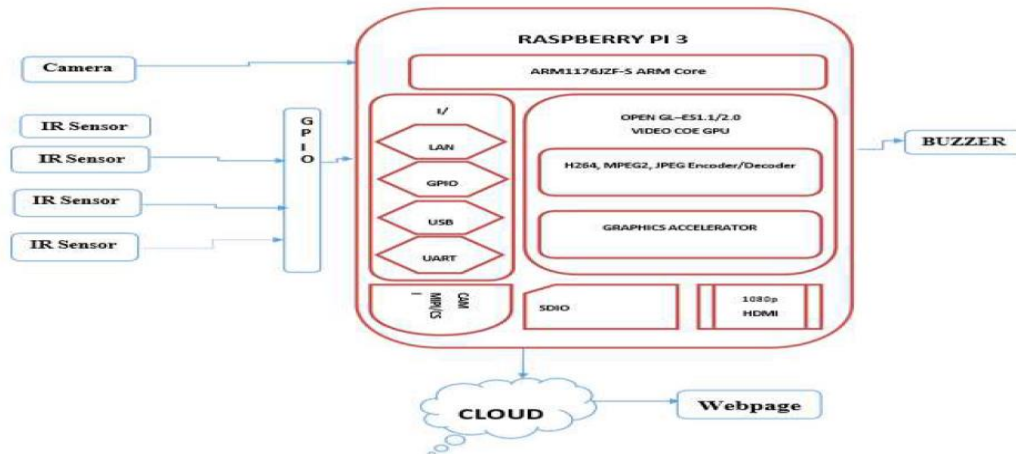 RASPBERRY PI 3
ARM1176JZF-S ARM Core
Camera
IR Sensor
IR Sensor
IR Sensor
IR Sensor
GPIO
I/
LAN
GPIO
USB
UART
OPEN GL–ES1.1/2.0
VIDEO COE GPU
H264, MPEG2, JPEG Encoder/Decoder
GRAPHICS ACCELERATOR
CAM
MIPI/CS
I
SDIO
1080p
HDMI
BUZZER
CLOUD
Webpage